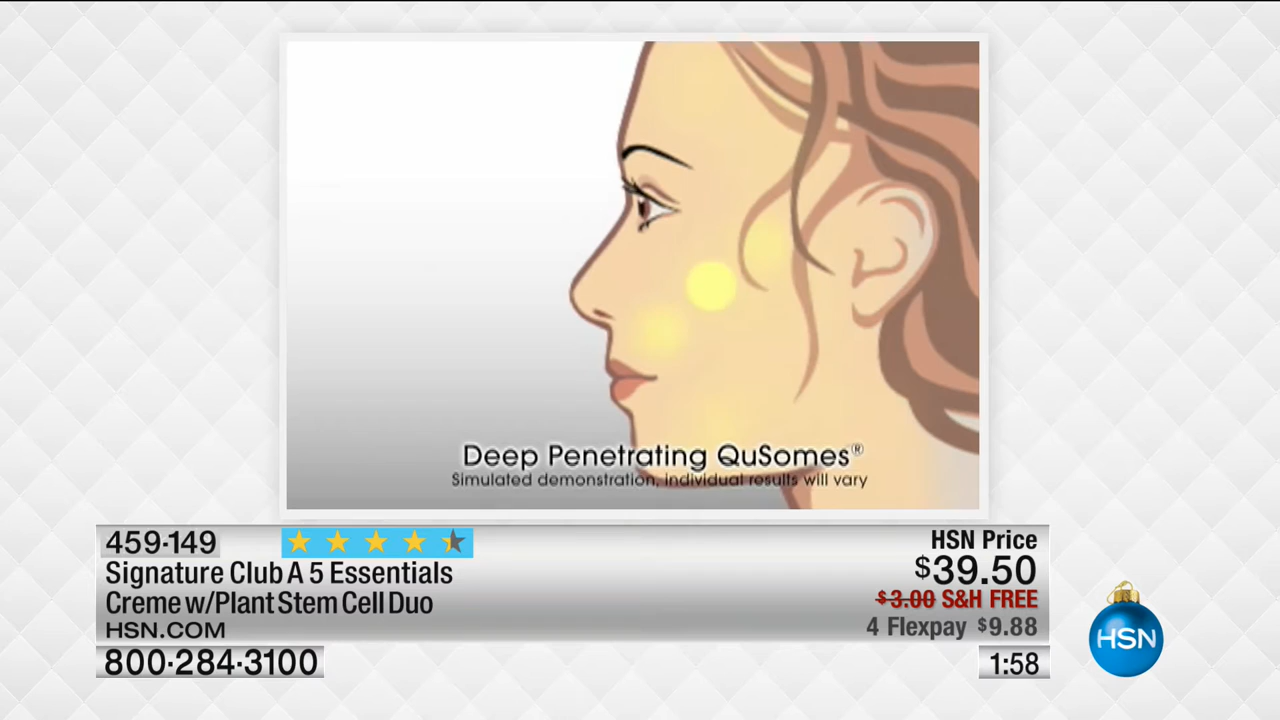 Deep Penetrating QuSomes®
Simulated demonstration, individual results will vary
459-149
Signature Club A 5 Essentials
Creme w/Plant Stem Cell Duo
HSN.COM
800-284-3100
HSN Price
$39.50
$3.00 S&H FREE
4 Flexpay $9.88
1:58
HSN